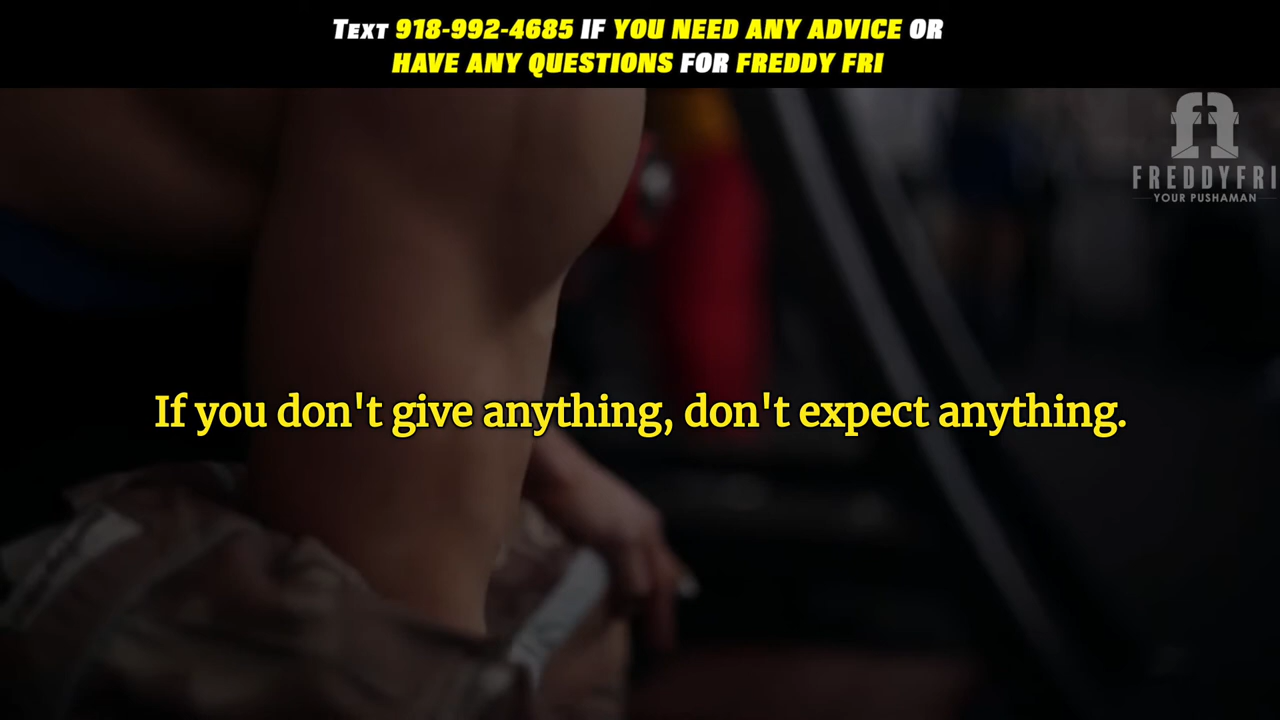 Text 918-992-4685 IF YOU NEED ANY ADVICE OR
HAVE ANY QUESTIONS FOR FREDDY FRI
FREDDYFRI
YOUR PUSHAMAN
If you don't give anything, don't expect anything.